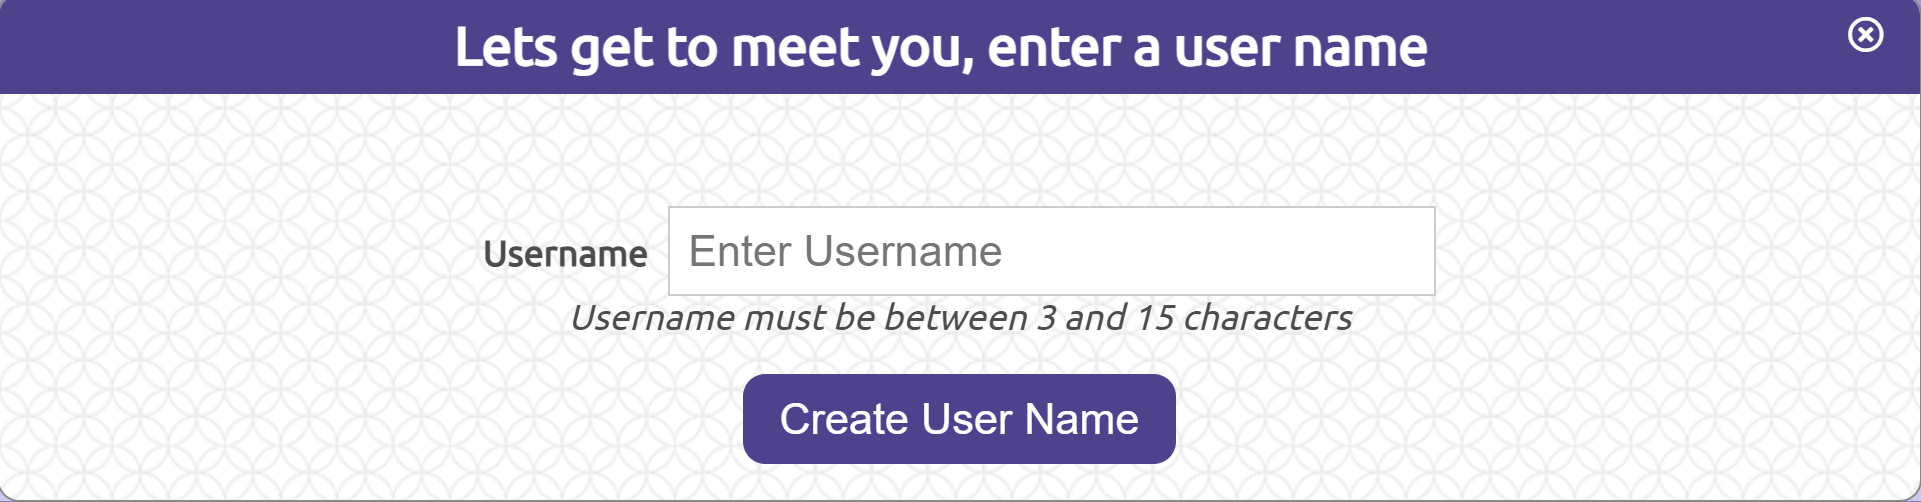 Lets get to meet you, enter a user name
Username
Enter Username
Username must be between 3 and 15 characters
Create User Name